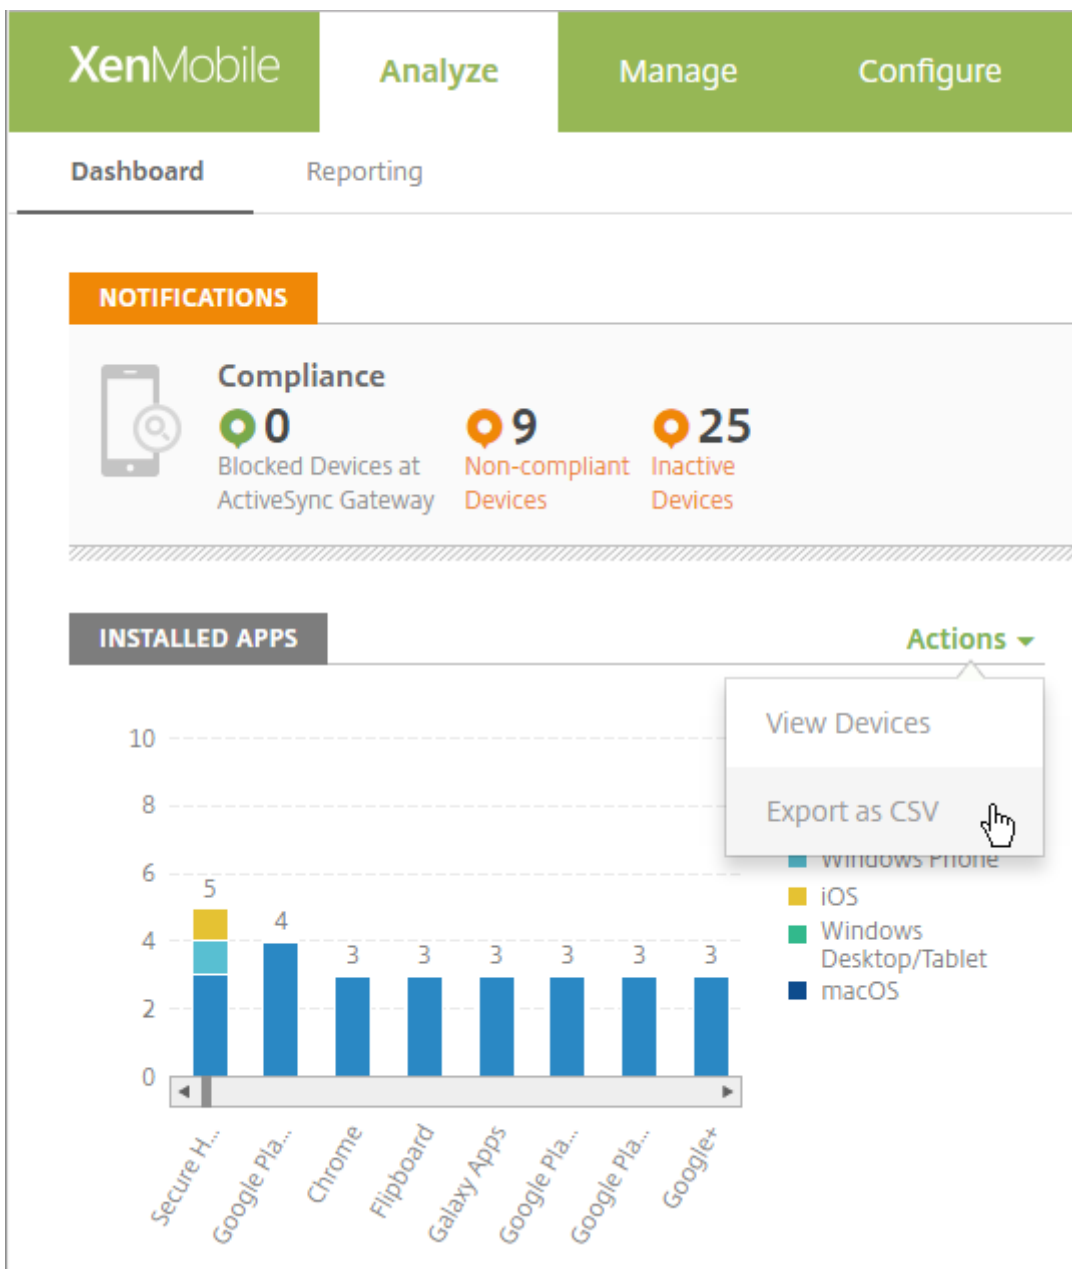 XenMobile
Analyze
Manage
Configure
Dashboard
Reporting
NOTIFICATIONS
Compliance
0
9
25
Blocked Devices at
ActiveSync Gateway
Non-compliant
Devices
Inactive
Devices
INSTALLED APPS
Actions
View Devices
Export as CSV
Windows Phone
iOS
Windows
Desktop/Tablet
macOS
10
8
6
4
2
0
5
4
3
3
3
3
3
3
Secure H...
Google Pla...
Chrome
Flipboard
Galaxy Apps
Google Pla...
Google Pla...
Google+